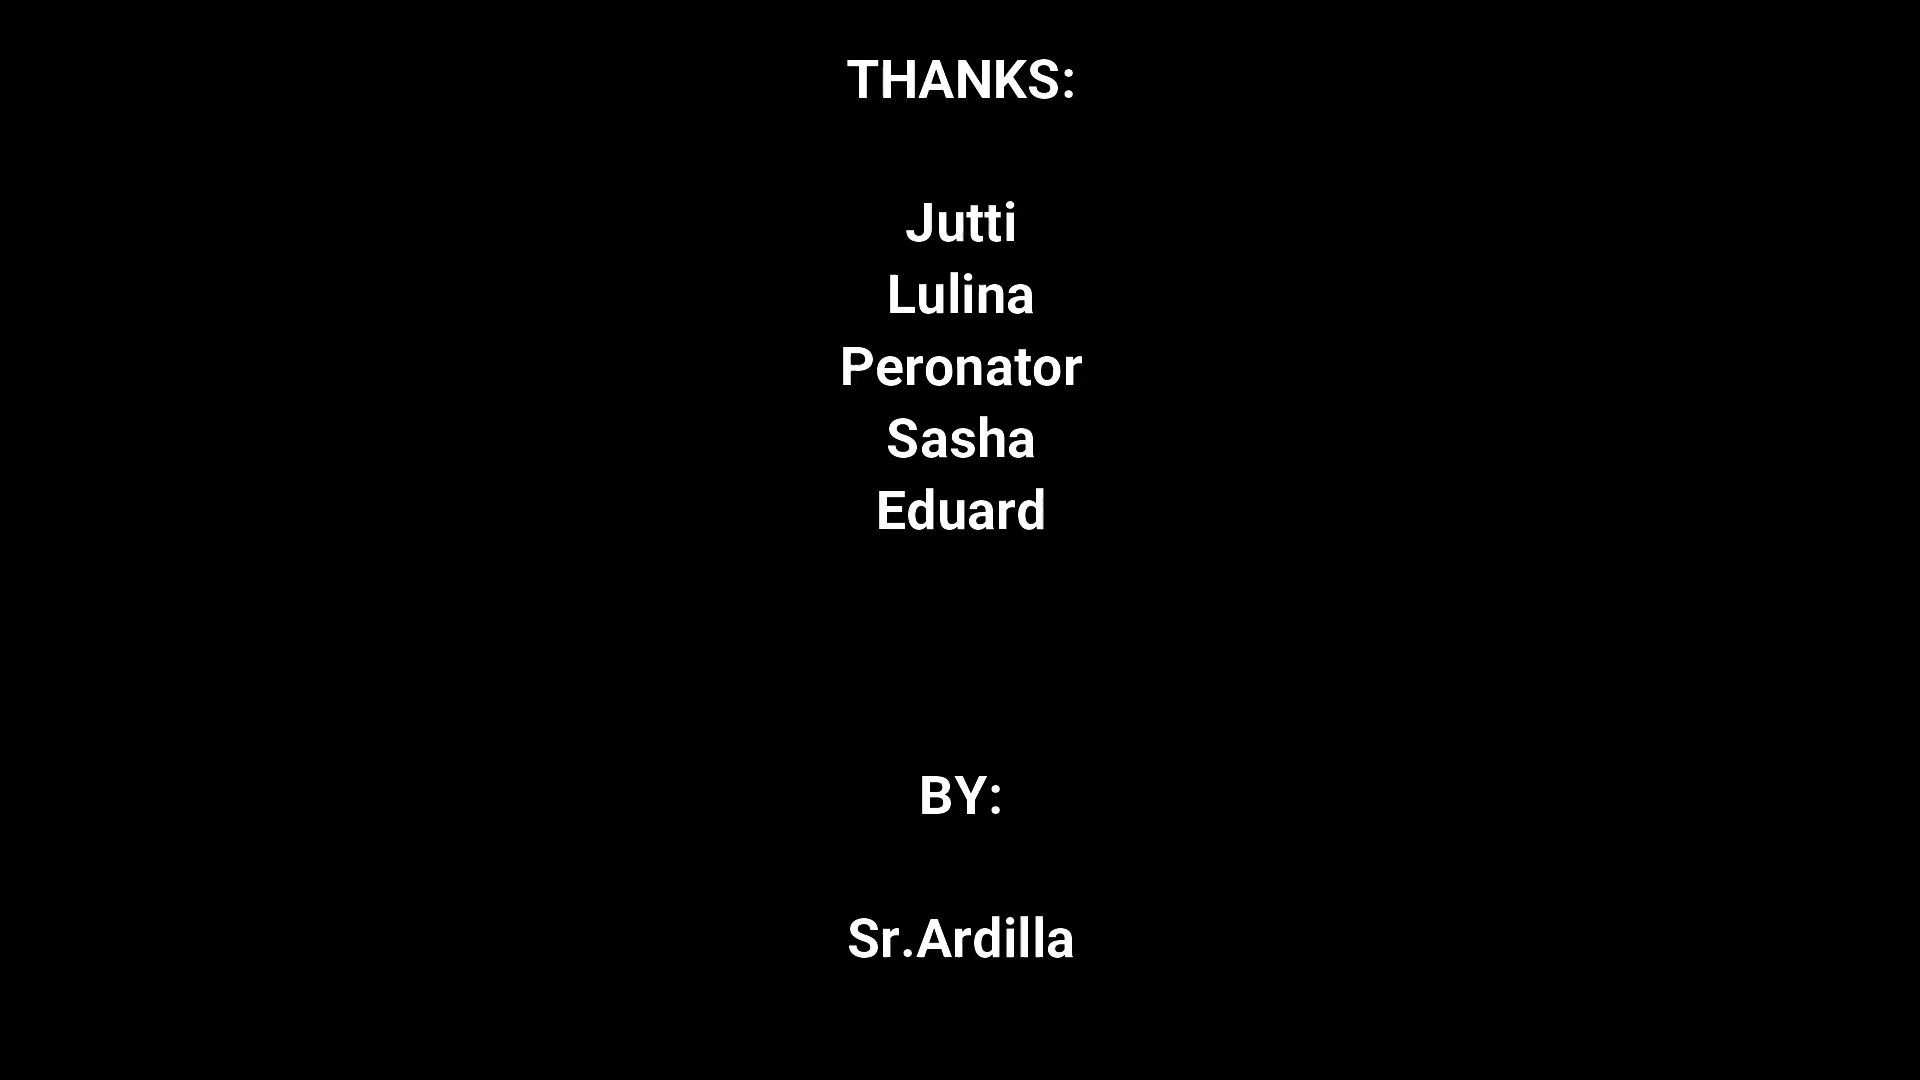 THANKS:
Jutti
Lulina
Peronator
Sasha
Eduard
BY:
Sr.Ardilla